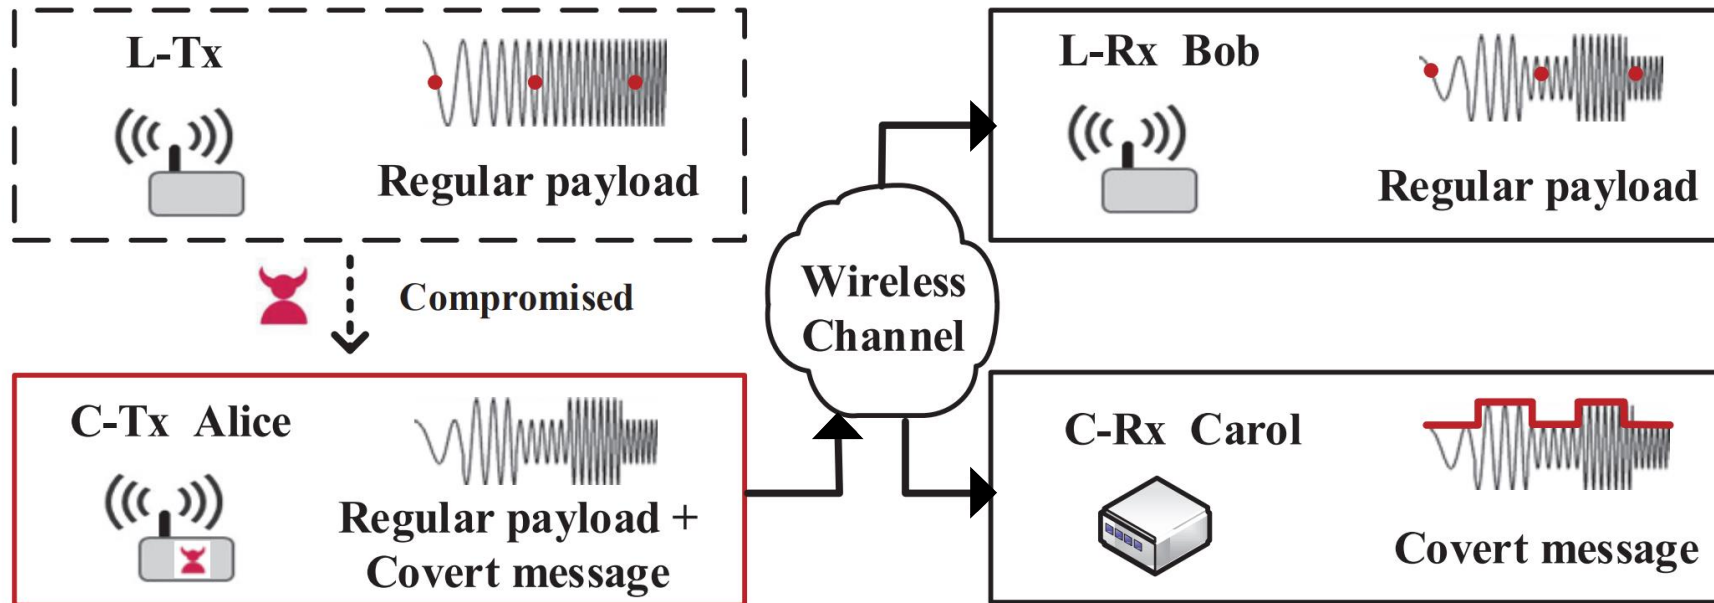 L-Tx
Regular payload
Compromised
C-Tx Alice
Regular payload +
Covert message
Wireless
Channel
L-Rx Bob
Regular payload
C-Rx Carol
Covert message